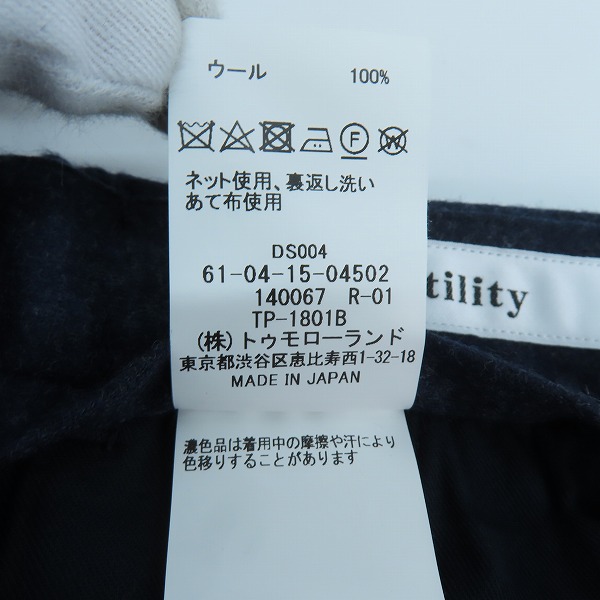 ウール 100%
ネット使用、裏返し洗い
あて布使用
DS004
61-04-15-04502
140067 R-01
TP-1801B
(株)トゥモローランド
東京都渋谷区恵比寿西1-32-18
MADE IN JAPAN
濃色品は着用中の摩擦や汗により
色移りすることがあります
tility